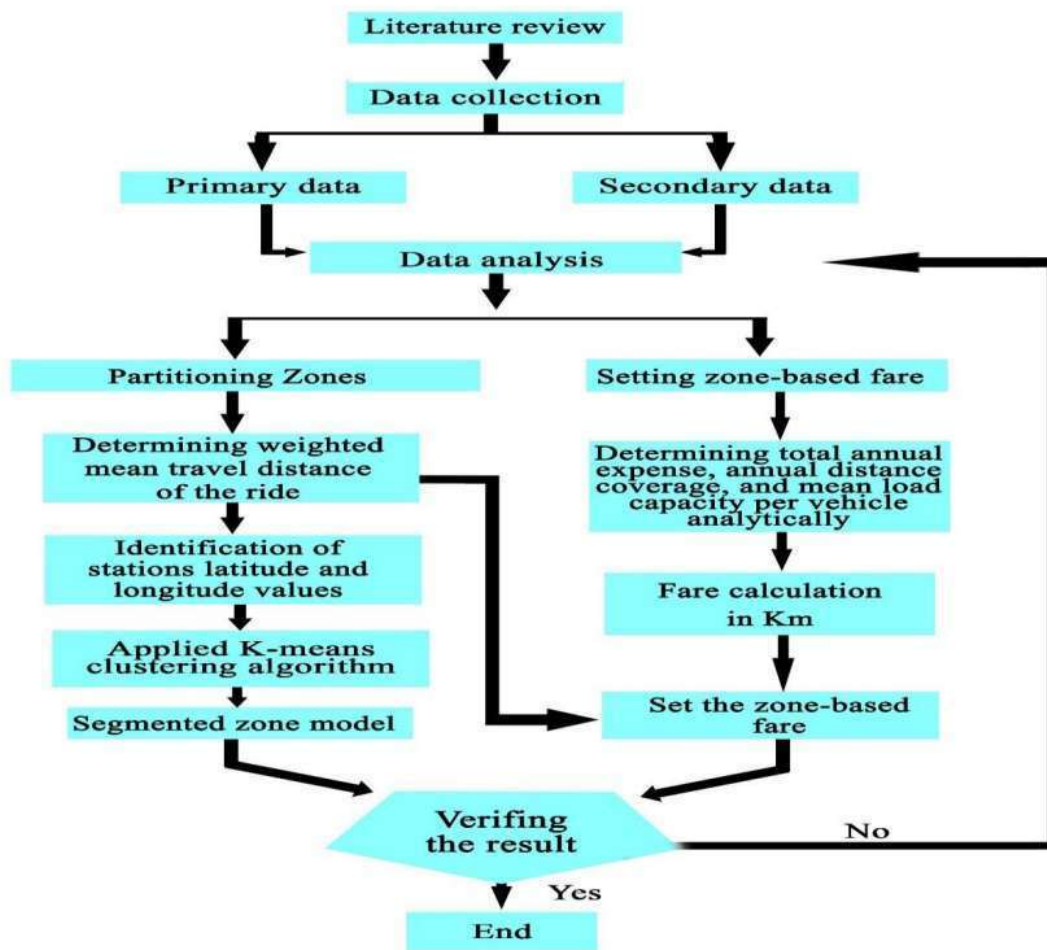 Literature review
Data collection
Primary data
Secondary data
Data analysis
Partitioning Zones
Setting zone-based fare
Determining weighted
mean travel distance
of the ride
Determining total annual
expense, annual distance
coverage, and mean load
capacity per vehicle
analytically
Identification of
stations latitude and
longitude values
Fare calculation
in Km
Applied K-means
clustering algorithm
Segmented zone model
Set the zone-based
fare
Verifing
the result
No
Yes
End